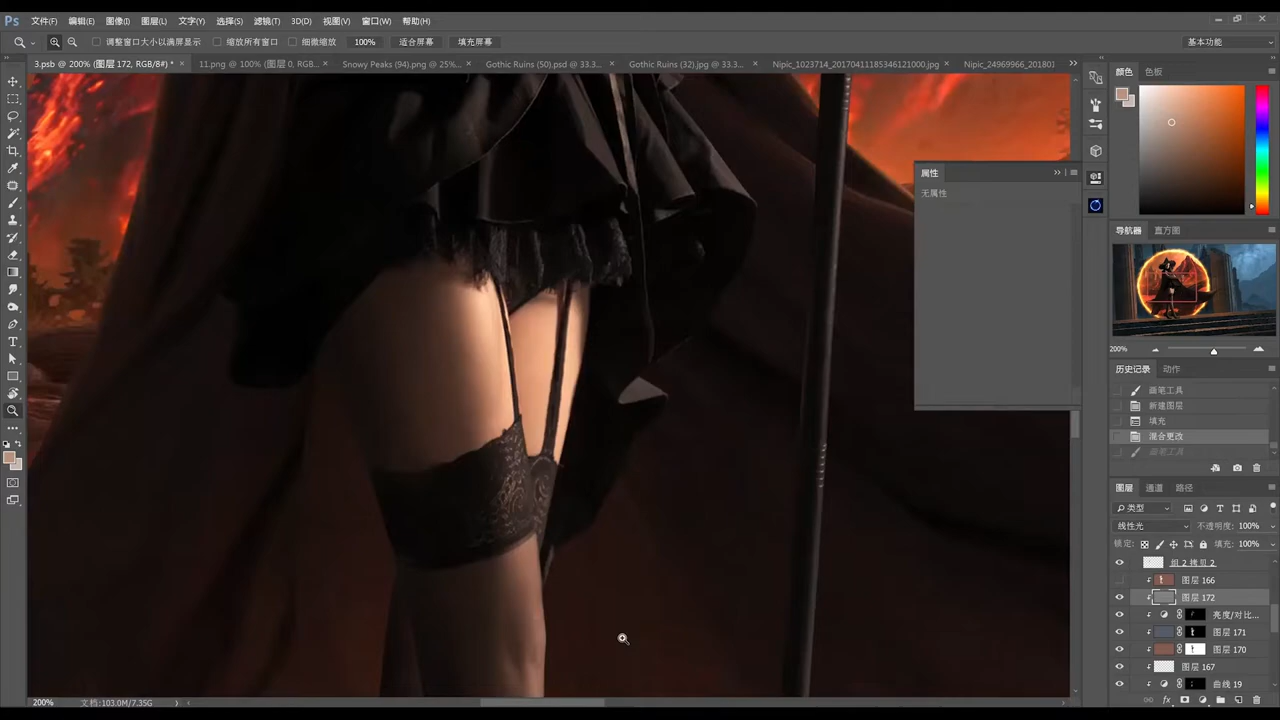 Ps 文件(F) 编辑(E) 图像(I) 图层(L) 文字(Y) 选择(S) 滤镜(T) 3D(D) 视图(V) 窗口(W) 帮助(H)
调整窗口大小以满屏显示 缩放所有窗口 细微缩放 100% 适合屏幕 填充屏幕 基本功能
3.psb @ 200% (图层 172, RGB/8#) * × 11.png @ 100% (图层 0, RGB... × Snowy Peaks (94).png @ 25%... × Gothic Ruins (50).psd @ 33.3... × Gothic Ruins (32).jpg @ 33.3... × Nipic_1023714_20170411185346121000.jpg × Nipic_24969966_201801
颜色 色板
属性
无属性
导航器 直方图
200%
历史记录 动作
画笔工具
新建图层
填充
混合更改
画笔工具
图层 通道 路径
类型
线性光 不透明度: 100%
锁定: 填充: 100%
组 2 拷贝 2
图层 166
图层 172
亮度/对比...
图层 171
图层 170
图层 167
曲线 19
200% 文档:103.0M/7.35G